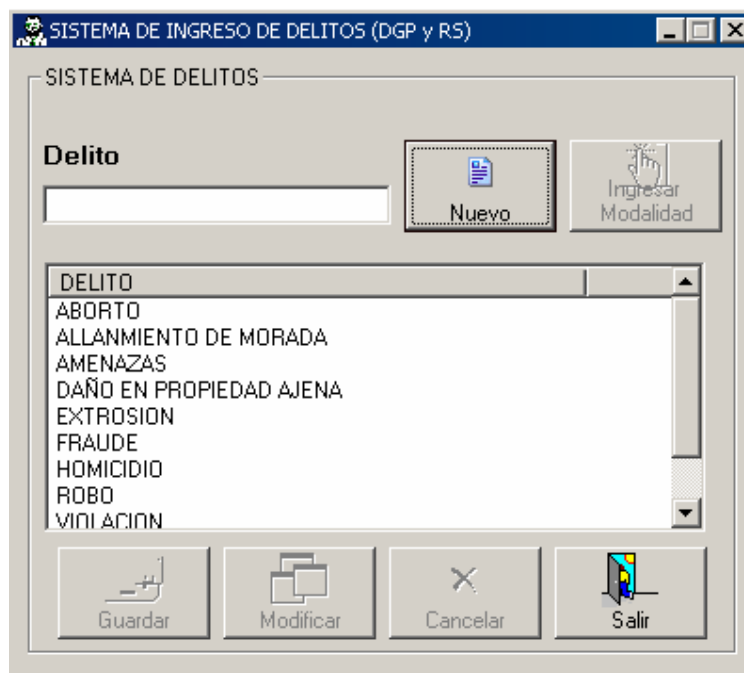 SISTEMA DE INGRESO DE DELITOS (DGP y RS)
SISTEMA DE DELITOS
Delito
Nuevo
Ingresar
Modalidad
DELITO
ABORTO
ALLANMIENTO DE MORADA
AMENAZAS
DAÑO EN PROPIEDAD AJENA
EXTROSION
FRAUDE
HOMICIDIO
ROBO
VIOLACION
Guardar
Modificar
Cancelar
Salir